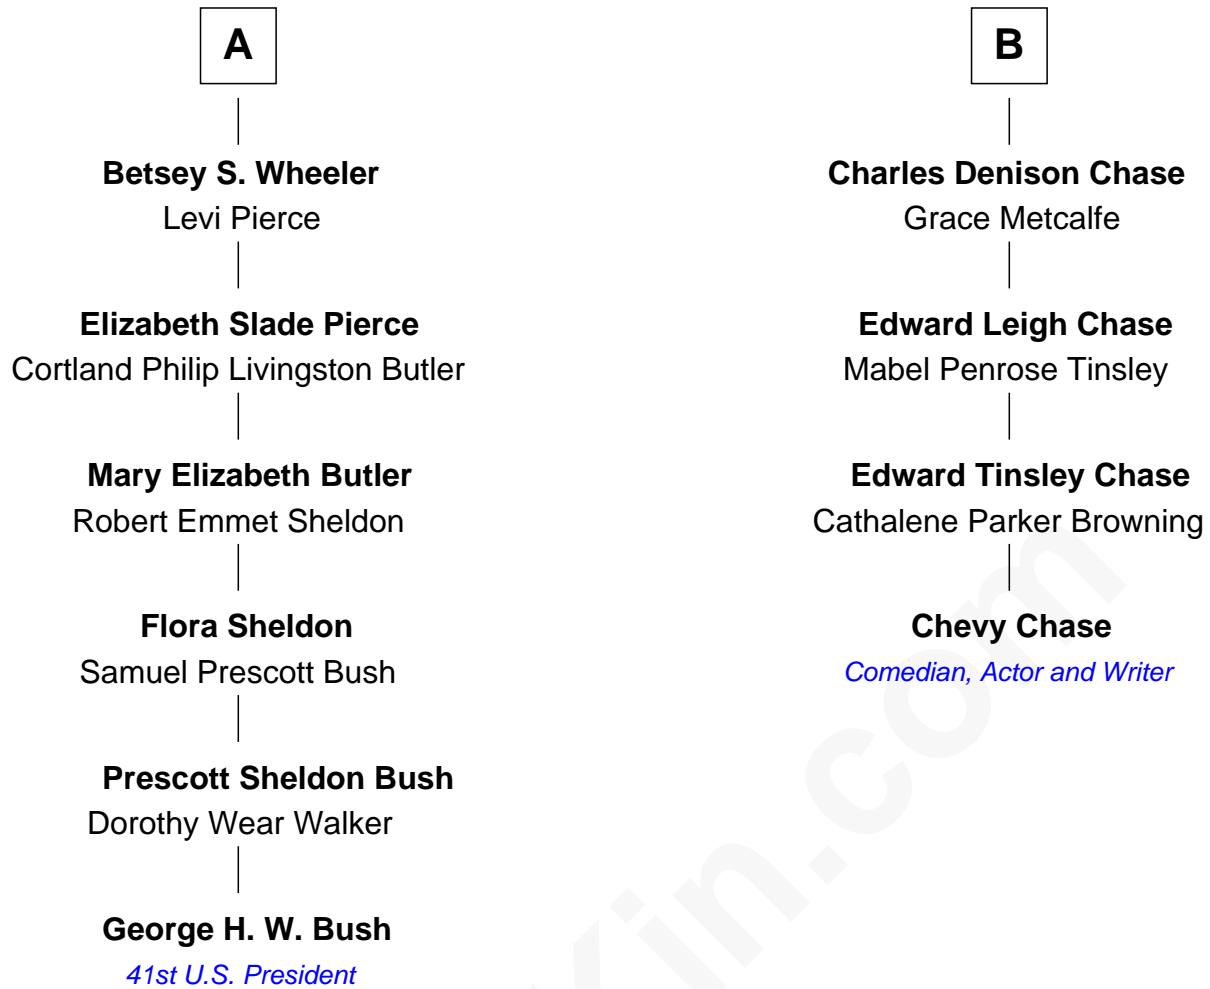 A
Betsey S. Wheeler
Levi Pierce
Elizabeth Slade Pierce
Cortland Philip Livingston Butler
Mary Elizabeth Butler
Robert Emmet Sheldon
Flora Sheldon
Samuel Prescott Bush
Prescott Sheldon Bush
Dorothy Wear Walker
George H. W. Bush
41st U.S. President
B
Charles Denison Chase
Grace Metcalfe
Edward Leigh Chase
Mabel Penrose Tinsley
Edward Tinsley Chase
Cathalene Parker Browning
Chevy Chase
Comedian, Actor and Writer
Kin.com